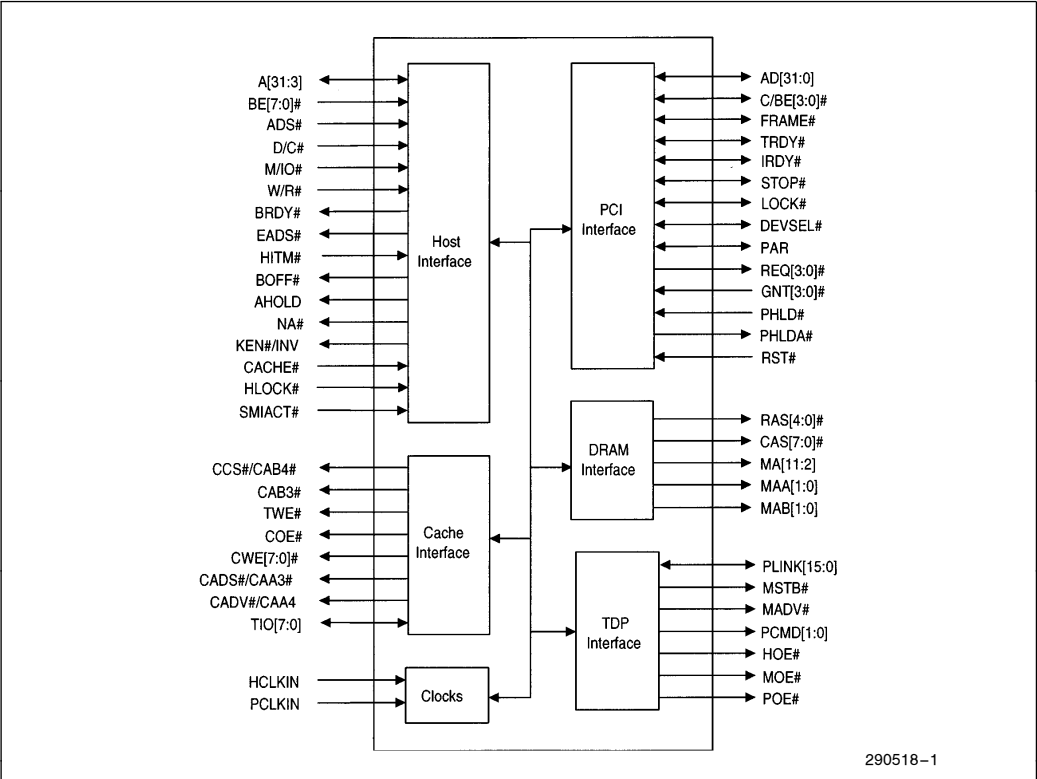 A[31:3]
BE[7:0]#
ADS#
D/C#
M/IO#
W/R#
BRDY#
EADS#
HITM#
BOFF#
AHOLD
NA#
KEN#/INV
CACHE#
HLOCK#
SMIACT#
Host
Interface
CCS#/CAB4#
CAB3#
TWE#
COE#
CWE[7:0]#
CADS#/CAA3#
CADV#/CAA4
TIO[7:0]
Cache
Interface
HCLKIN
PCLKIN
Clocks
PCI
Interface
AD[31:0]
C/BE[3:0]#
FRAME#
TRDY#
IRDY#
STOP#
LOCK#
DEVSEL#
PAR
REQ[3:0]#
GNT[3:0]#
PHLD#
PHLDA#
RST#
DRAM
Interface
RAS[4:0]#
CAS[7:0]#
MA[11:2]
MAA[1:0]
MAB[1:0]
TDP
Interface
PLINK[15:0]
MSTB#
MADV#
PCMD[1:0]
HOE#
MOE#
POE#
290518–1